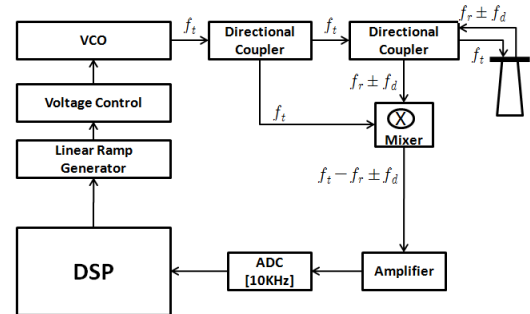 f_r ± f_d
VCO
f_t
Directional
Coupler
f_t
Directional
Coupler
f_t
f_r ± f_d
Voltage Control
f_t
X
Mixer
Linear Ramp
Generator
f_t − f_r ± f_d
DSP
ADC
[10KHz]
Amplifier